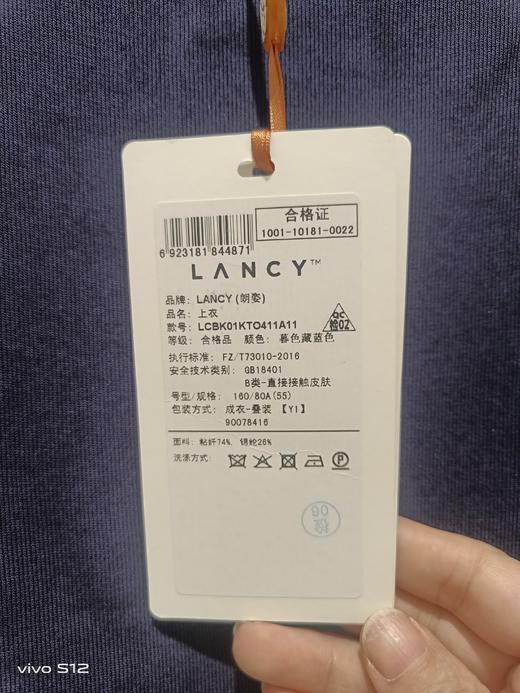 合格证
1001-10181-0022
6 923181 844871
LANCY™
品牌: LANCY (朗姿)
品名: 上衣
款号: LCBK01KTO411A11
QC
检02
等级: 合格品 颜色: 暮色藏蓝色
执行标准: FZ/T73010-2016
安全技术类别: GB18401
B类-直接接触皮肤
号型/规格: 160/80A(55)
包装方式: 成衣-叠装 【Y1】
90078416
面料: 粘纤74%, 锦纶26%
洗涤方式:
P
检
06
vivo S12